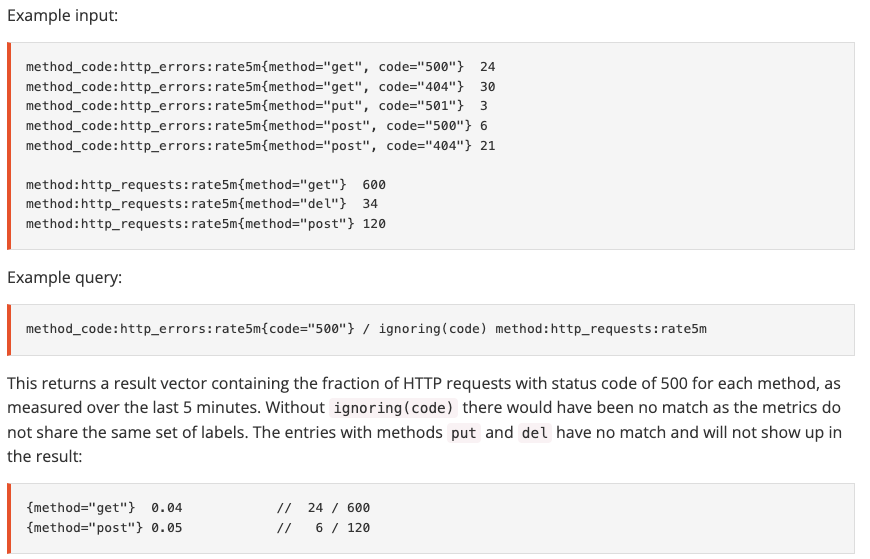 Example input:
method_code:http_errors:rate5m{method="get", code="500"}  24
method_code:http_errors:rate5m{method="get", code="404"}  30
method_code:http_errors:rate5m{method="put", code="501"}  3
method_code:http_errors:rate5m{method="post", code="500"} 6
method_code:http_errors:rate5m{method="post", code="404"} 21
method:http_requests:rate5m{method="get"}  600
method:http_requests:rate5m{method="del"}  34
method:http_requests:rate5m{method="post"} 120
Example query:
method_code:http_errors:rate5m{code="500"} / ignoring(code) method:http_requests:rate5m
This returns a result vector containing the fraction of HTTP requests with status code of 500 for each method, as
measured over the last 5 minutes. Without ignoring(code) there would have been no match as the metrics do
not share the same set of labels. The entries with methods put and del have no match and will not show up in
the result:
{method="get"}  0.04            //  24 / 600
{method="post"} 0.05            //   6 / 120